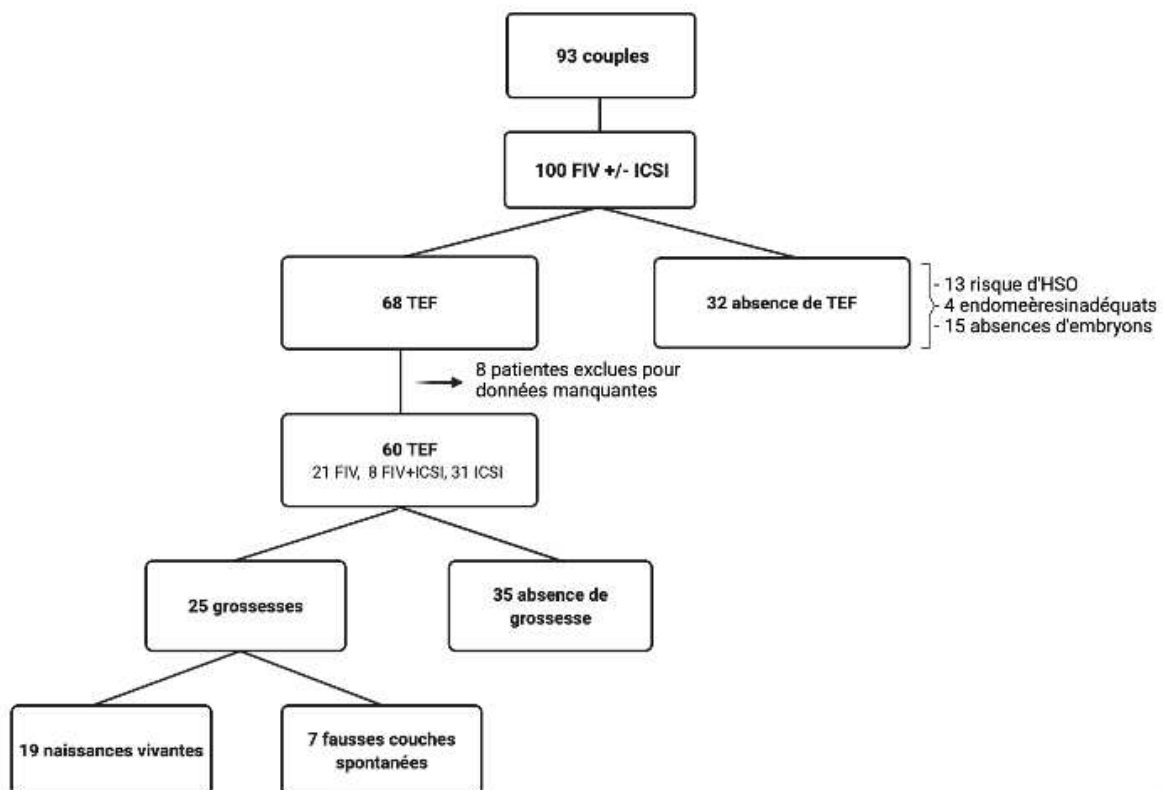 93 couples
100 FIV +/- ICSI
68 TEF
32 absence de TEF
- 13 risque d'HSO
- 4 endomeèresinadéquats
- 15 absences d'embryons
8 patientes exclues pour
données manquantes
60 TEF
21 FIV, 8 FIV+ICSI, 31 ICSI
25 grossesses
35 absence de
grossesse
19 naissances vivantes
7 fausses couches
spontanées